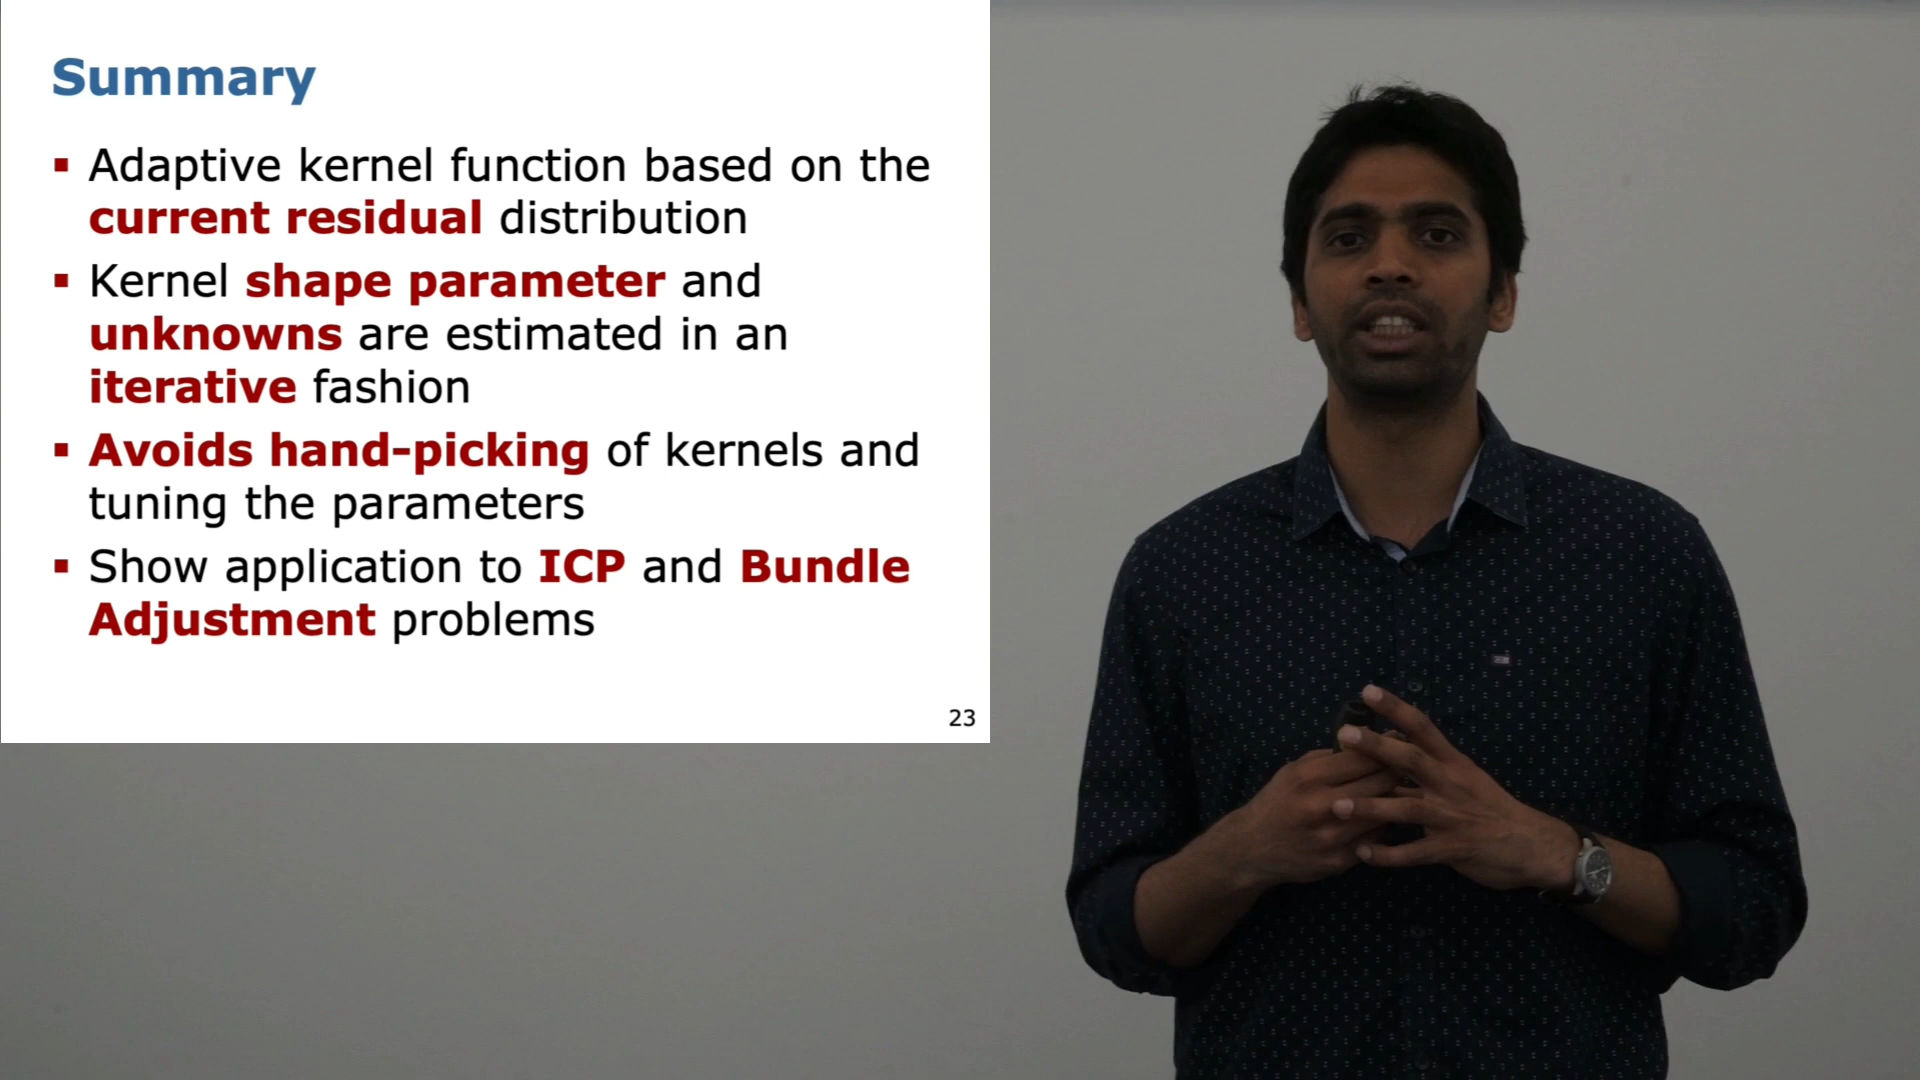 Summary
▪ Adaptive kernel function based on the
current residual distribution
▪ Kernel shape parameter and
unknowns are estimated in an
iterative fashion
▪ Avoids hand-picking of kernels and
tuning the parameters
▪ Show application to ICP and Bundle
Adjustment problems
23